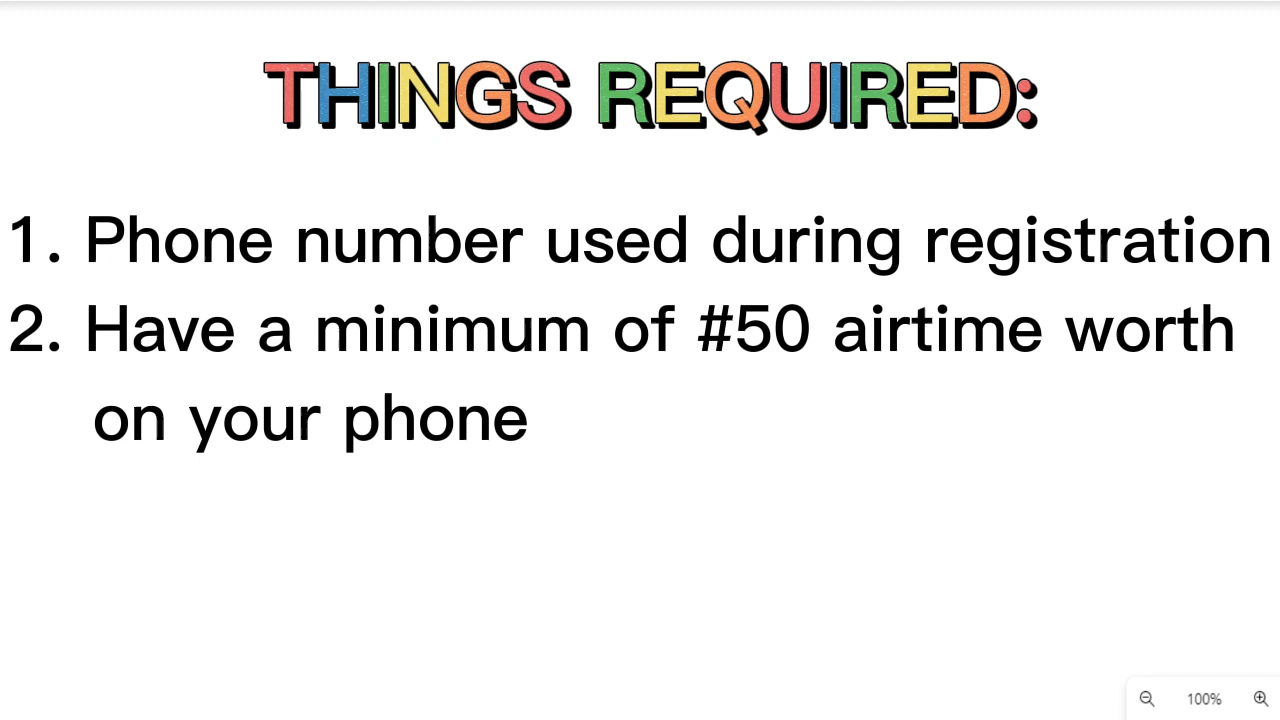 THINGS REQUIRED:
1. Phone number used during registration
2. Have a minimum of #50 airtime worth
on your phone
100%